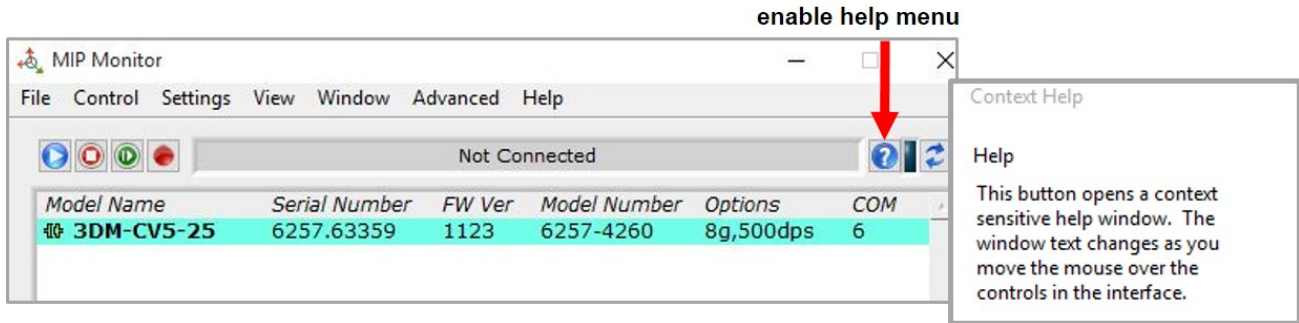 enable help menu
MIP Monitor
File Control Settings View Window Advanced Help
Not Connected
Model Name Serial Number FW Ver Model Number Options COM
3DM-CV5-25 6257.63359 1123 6257-4260 8g,500dps 6
Context Help
Help
This button opens a context
sensitive help window. The
window text changes as you
move the mouse over the
controls in the interface.